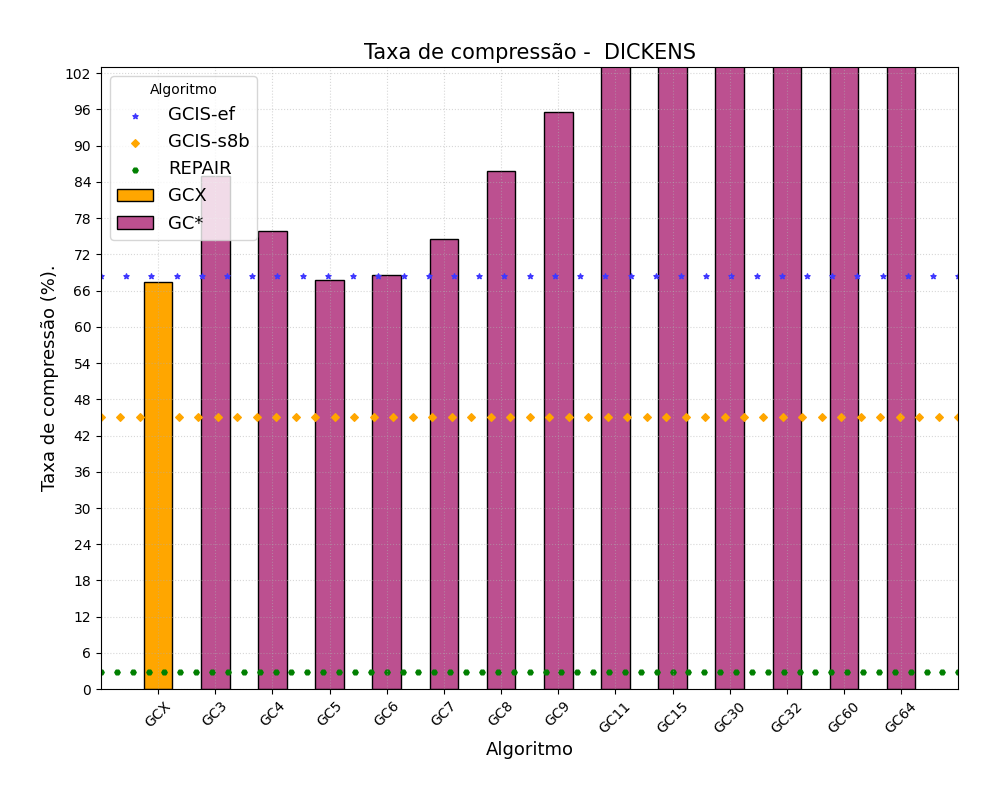 Taxa de compressão -  DICKENS
Taxa de compressão (%).
102
96
90
84
78
72
66
60
54
48
42
36
30
24
18
12
6
0
Algoritmo
GCIS-ef
GCIS-s8b
REPAIR
GCX
GC*
GCX
GC3
GC4
GC5
GC6
GC7
GC8
GC9
GC11
GC15
GC30
GC32
GC60
GC64
Algoritmo